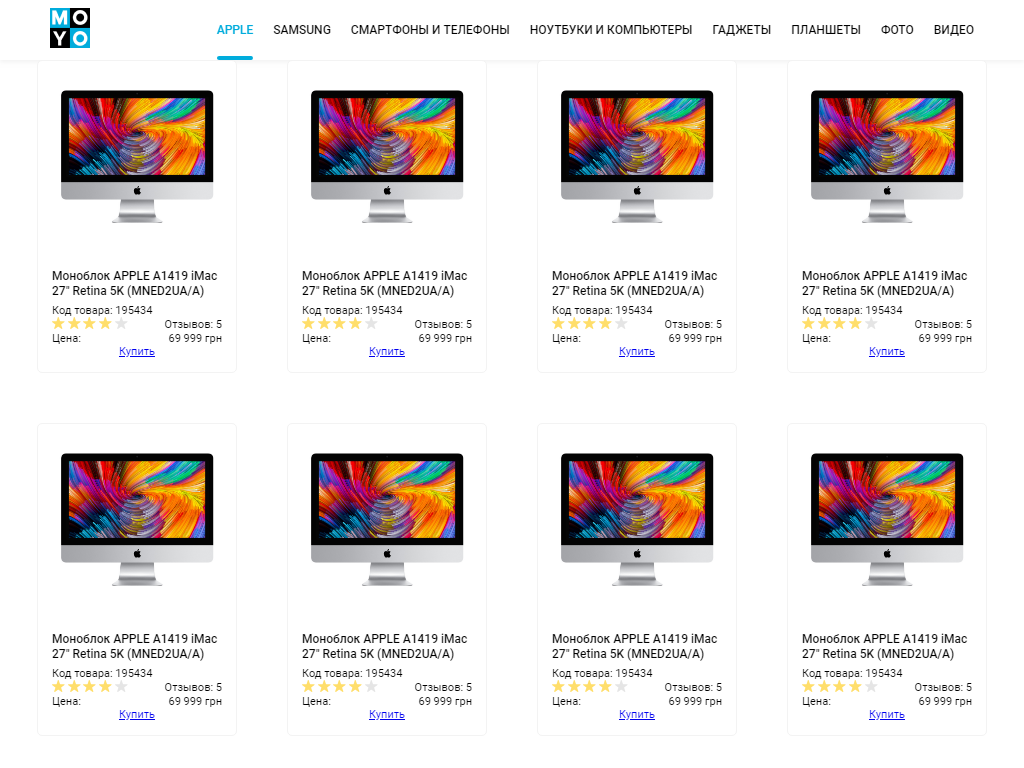 MO
YO
APPLE SAMSUNG СМАРТФОНЫ И ТЕЛЕФОНЫ НОУТБУКИ И КОМПЬЮТЕРЫ ГАДЖЕТЫ ПЛАНШЕТЫ ФОТО ВИДЕО
Моноблок APPLE A1419 iMac
27" Retina 5K (MNED2UA/A)
Код товара: 195434
Отзывов: 5
Цена: 69 999 грн
Купить
Моноблок APPLE A1419 iMac
27" Retina 5K (MNED2UA/A)
Код товара: 195434
Отзывов: 5
Цена: 69 999 грн
Купить
Моноблок APPLE A1419 iMac
27" Retina 5K (MNED2UA/A)
Код товара: 195434
Отзывов: 5
Цена: 69 999 грн
Купить
Моноблок APPLE A1419 iMac
27" Retina 5K (MNED2UA/A)
Код товара: 195434
Отзывов: 5
Цена: 69 999 грн
Купить
Моноблок APPLE A1419 iMac
27" Retina 5K (MNED2UA/A)
Код товара: 195434
Отзывов: 5
Цена: 69 999 грн
Купить
Моноблок APPLE A1419 iMac
27" Retina 5K (MNED2UA/A)
Код товара: 195434
Отзывов: 5
Цена: 69 999 грн
Купить
Моноблок APPLE A1419 iMac
27" Retina 5K (MNED2UA/A)
Код товара: 195434
Отзывов: 5
Цена: 69 999 грн
Купить
Моноблок APPLE A1419 iMac
27" Retina 5K (MNED2UA/A)
Код товара: 195434
Отзывов: 5
Цена: 69 999 грн
Купить